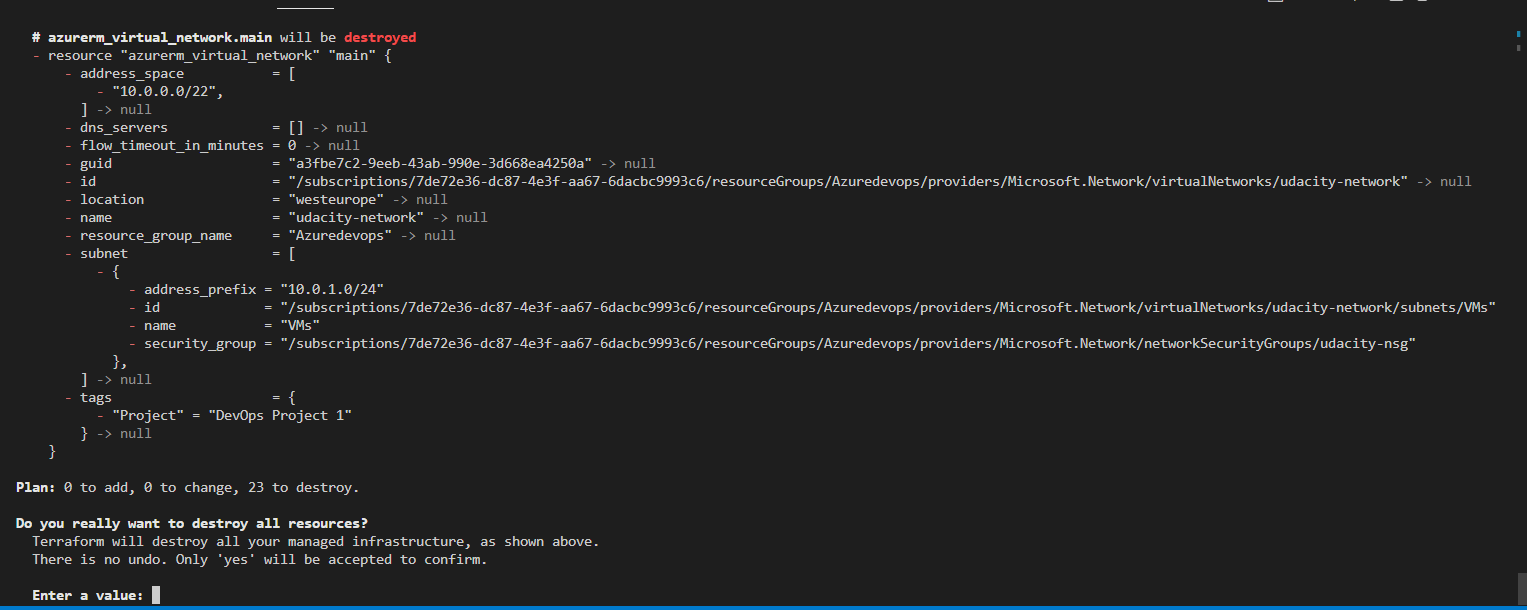 # azurerm_virtual_network.main will be destroyed
- resource "azurerm_virtual_network" "main" {
- address_space = [
- "10.0.0.0/22",
] -> null
- dns_servers = [] -> null
- flow_timeout_in_minutes = 0 -> null
- guid = "a3fbe7c2-9eeb-43ab-990e-3d668ea4250a" -> null
- id = "/subscriptions/7de72e36-dc87-4e3f-aa67-6dacbc9993c6/resourceGroups/Azuredevops/providers/Microsoft.Network/virtualNetworks/udacity-network" -> null
- location = "westeurope" -> null
- name = "udacity-network" -> null
- resource_group_name = "Azuredevops" -> null
- subnet = [
- {
- address_prefix = "10.0.1.0/24"
- id = "/subscriptions/7de72e36-dc87-4e3f-aa67-6dacbc9993c6/resourceGroups/Azuredevops/providers/Microsoft.Network/virtualNetworks/udacity-network/subnets/VMs"
- name = "VMs"
- security_group = "/subscriptions/7de72e36-dc87-4e3f-aa67-6dacbc9993c6/resourceGroups/Azuredevops/providers/Microsoft.Network/networkSecurityGroups/udacity-nsg"
},
] -> null
- tags = {
- "Project" = "DevOps Project 1"
} -> null
}
Plan: 0 to add, 0 to change, 23 to destroy.
Do you really want to destroy all resources?
Terraform will destroy all your managed infrastructure, as shown above.
There is no undo. Only 'yes' will be accepted to confirm.
Enter a value: